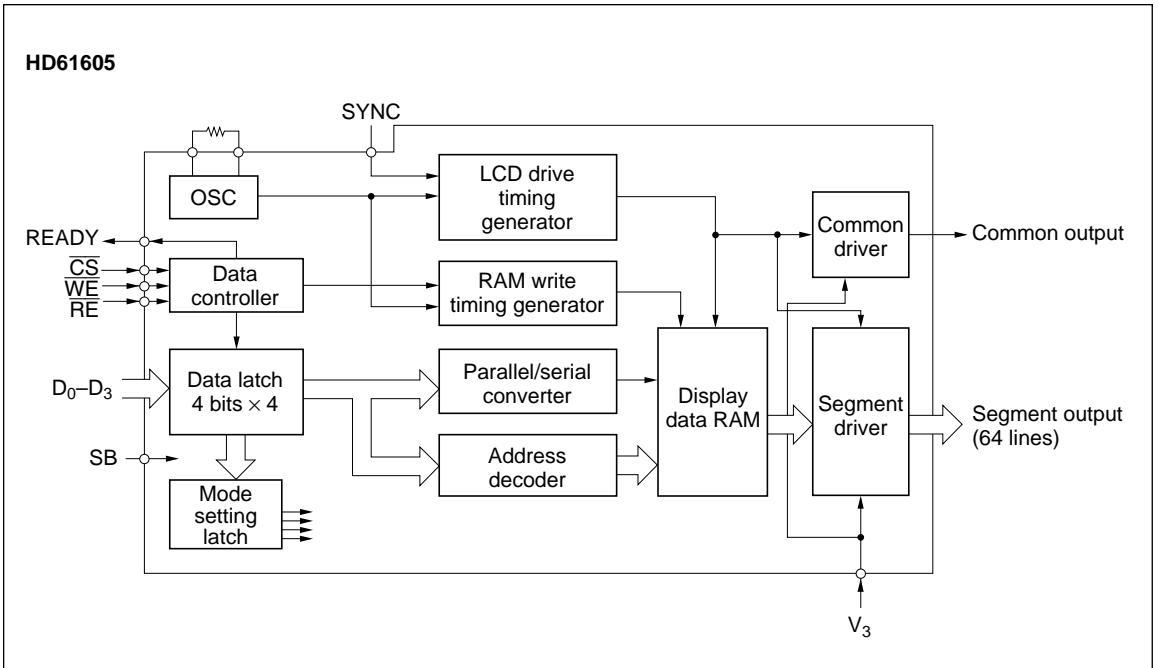 HD61605
SYNC
OSC
LCD drive
timing
generator
Common
driver
Common output
READY
CS
WE
RE
Data
controller
RAM write
timing generator
D0–D3
Data latch
4 bits × 4
Parallel/serial
converter
Display
data RAM
Segment
driver
Segment output
(64 lines)
SB
Address
decoder
Mode
setting
latch
V3